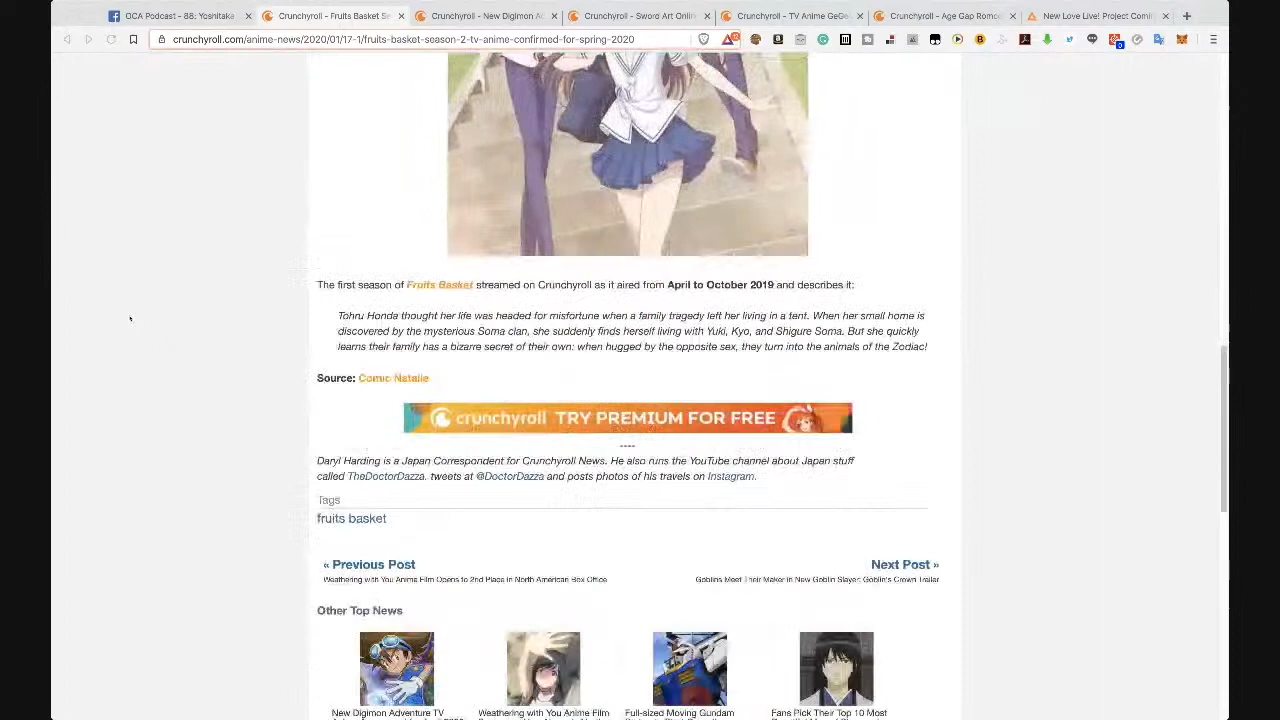 OCA Podcast - 88: Yosnitake
Crunchyroll - Fruits Basket Se
Crunchyroll - New Digimon Ad
Crunchyroll - Sword Art Onlin
Crunchyroll - TV Anime GeGe
Crunchyroll - Age Gap Romc
New Love Live! Project Comin
crunchyroll.com/anime-news/2020/01/17-1/fruits-basket-season-2-tv-anime-confirmed-for-spring-2020
The first season of Fruits Basket streamed on Crunchyroll as it aired from April to October 2019 and describes it:
Tohru Honda thought her life was headed for misfortune when a family tragedy left her living in a tent. When her small home is
discovered by the mysterious Soma clan, she suddenly finds herself living with Yuki, Kyo, and Shigure Soma. But she quickly
learns their family has a bizarre secret of their own: when hugged by the opposite sex, they turn into the animals of the Zodiac!
Source: Comic Natalie
crunchyroll TRY PREMIUM FOR FREE
----
Daryl Harding is a Japan Correspondent for Crunchyroll News. He also runs the YouTube channel about Japan stuff
called TheDoctorDazza. tweets at @DoctorDazza and posts photos of his travels on Instagram.
Tags
fruits basket
« Previous Post
Next Post »
Weathering with You Anime Film Opens to 2nd Place in North American Box Office
Goblins Meet Their Maker in New Goblin Slayer: Goblin's Crown Trailer
Other Top News
New Digimon Adventure TV
Weathering with You Anime Film
Full-sized Moving Gundam
Fans Pick Their Top 10 Most